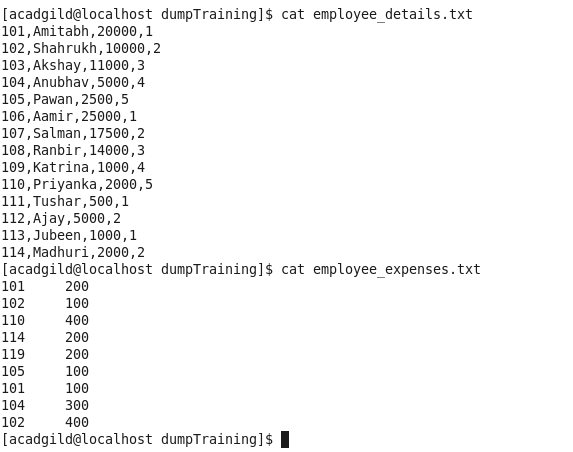 [acadgild@localhost dumpTraining]$ cat employee_details.txt
101,Amitabh,20000,1
102,Shahrukh,10000,2
103,Akshay,11000,3
104,Anubhav,5000,4
105,Pawan,2500,5
106,Aamir,25000,1
107,Salman,17500,2
108,Ranbir,14000,3
109,Katrina,1000,4
110,Priyanka,2000,5
111,Tushar,500,1
112,Ajay,5000,2
113,Jubeen,1000,1
114,Madhuri,2000,2
[acadgild@localhost dumpTraining]$ cat employee_expenses.txt
101     200
102     100
110     400
114     200
119     200
105     100
101     100
104     300
102     400
[acadgild@localhost dumpTraining]$